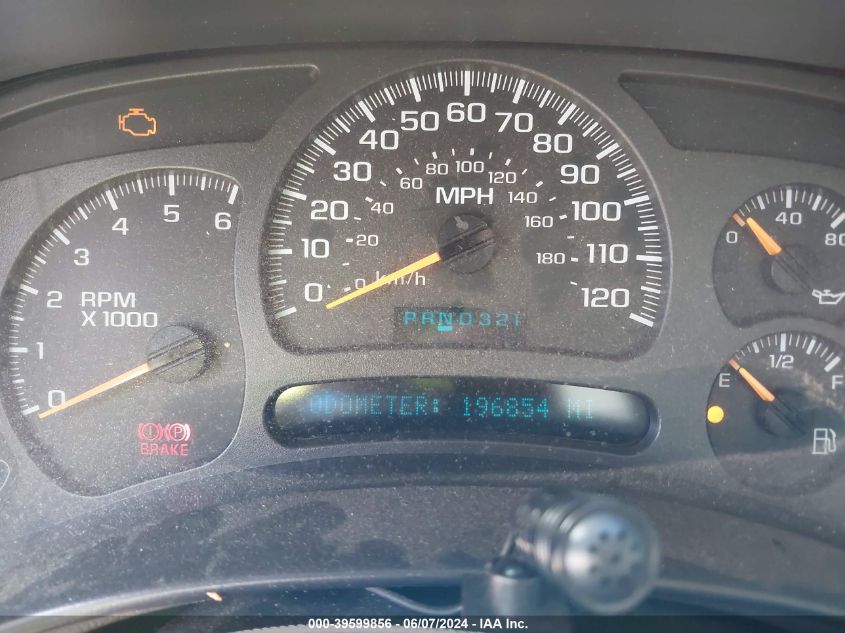 60
50 70
40 80
80 100 120
30 60 MPH 140 90
20 40 160 100
10 20 180 110
0 0 km/h 120
PRND321
5
4 6
3
2 RPM
X1000
1
0
BRAKE
ODOMETER: 196854 MI
0 40 80
E 1/2 F
000-39599856 / 06/07/2024 / IAA Inc.